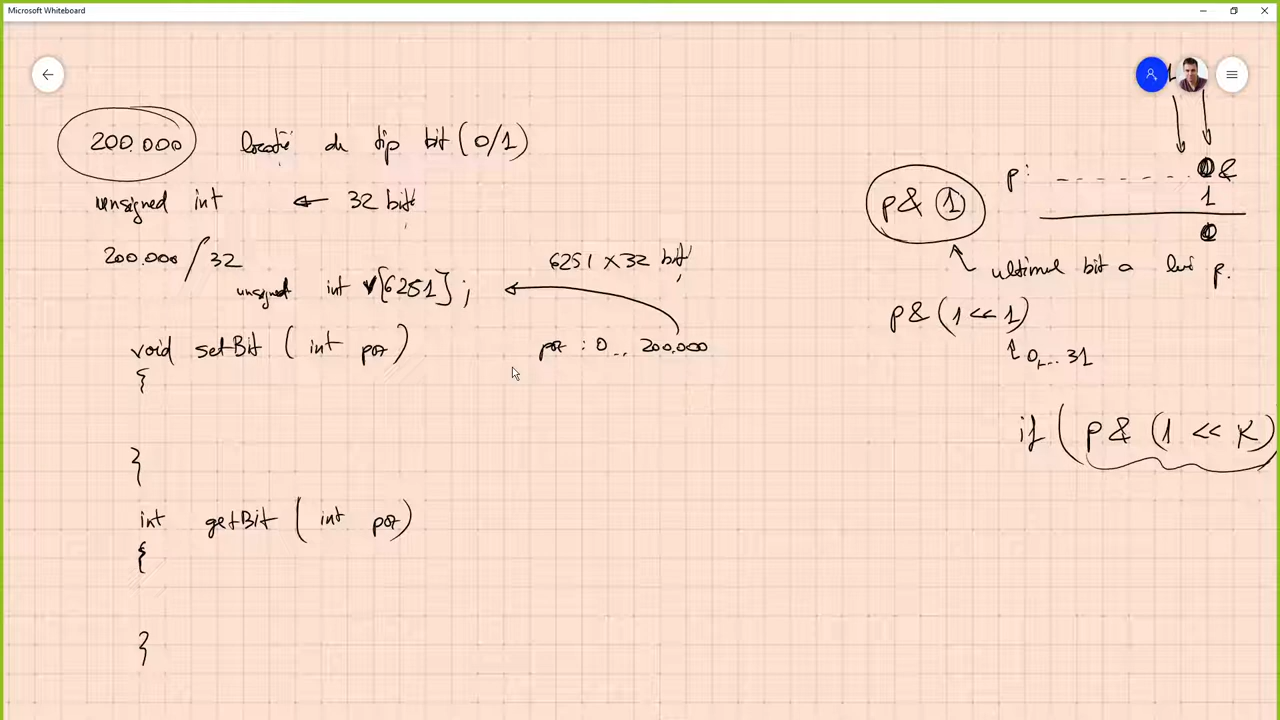 Microsoft Whiteboard
200.000 locații de tip bit (0/1)
unsigned int ← 32 biți
200.000 / 32
unsigned int v[6251];
6251 x 32 biți
void setBit (int poz)
poz : 0 .. 200.000
{
}
int getBit (int poz)
{
}
1
p: - - - - - - - 0 &
1
0
p & 1
ultimul bit a lui p.
p & (1 << 1)
↑ 0, ... 31
if ( p & (1 << K)